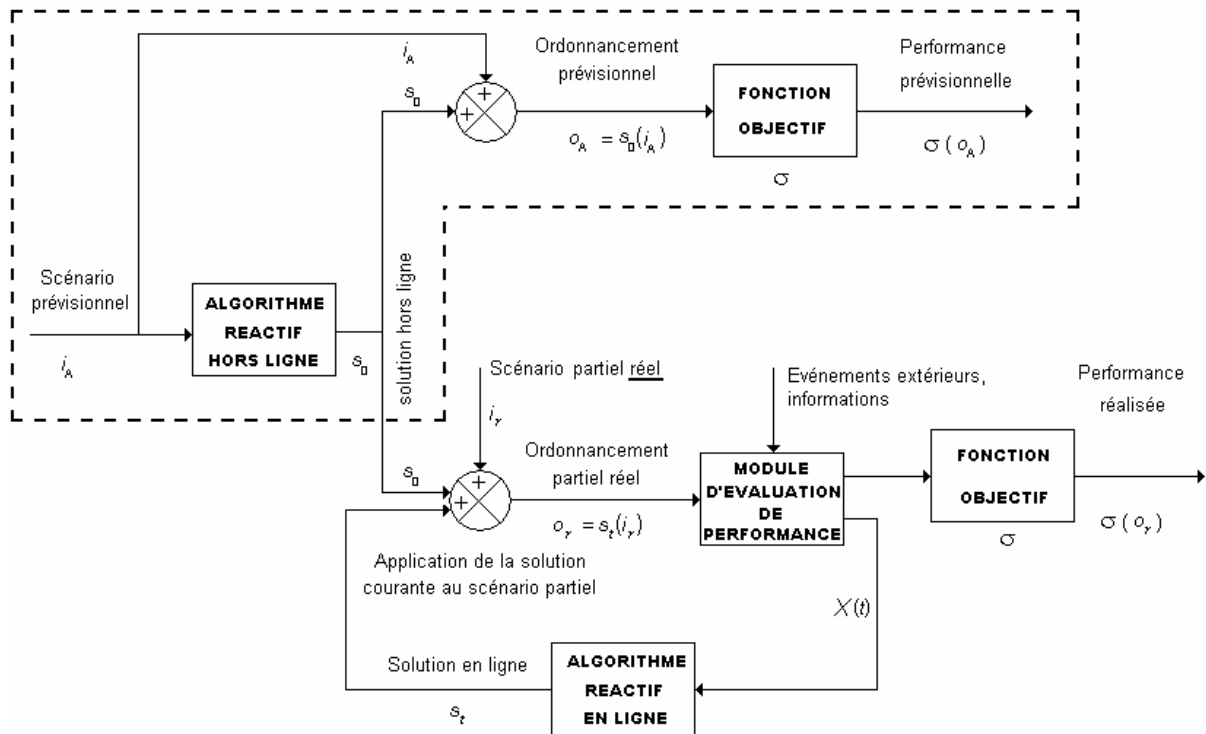 i_A
Ordonnancement
prévisionnel
Performance
prévisionnelle
s_0
+
+
FONCTION
OBJECTIF
o_A = s_0(i_A)
σ(o_A)
σ
Scénario
prévisionnel
i_A
ALGORITHME
REACTIF
HORS LIGNE
s_0
solution hors ligne
Scénario partiel réel
i_r
Evénements extérieurs,
informations
Performance
réalisée
s_0
+
+
Ordonnancement
partiel réel
o_r = s_t(i_r)
MODULE
D'EVALUATION
DE
PERFORMANCE
FONCTION
OBJECTIF
σ
σ(o_r)
Application de la solution
courante au scénario partiel
X(t)
Solution en ligne
s_t
ALGORITHME
REACTIF
EN LIGNE